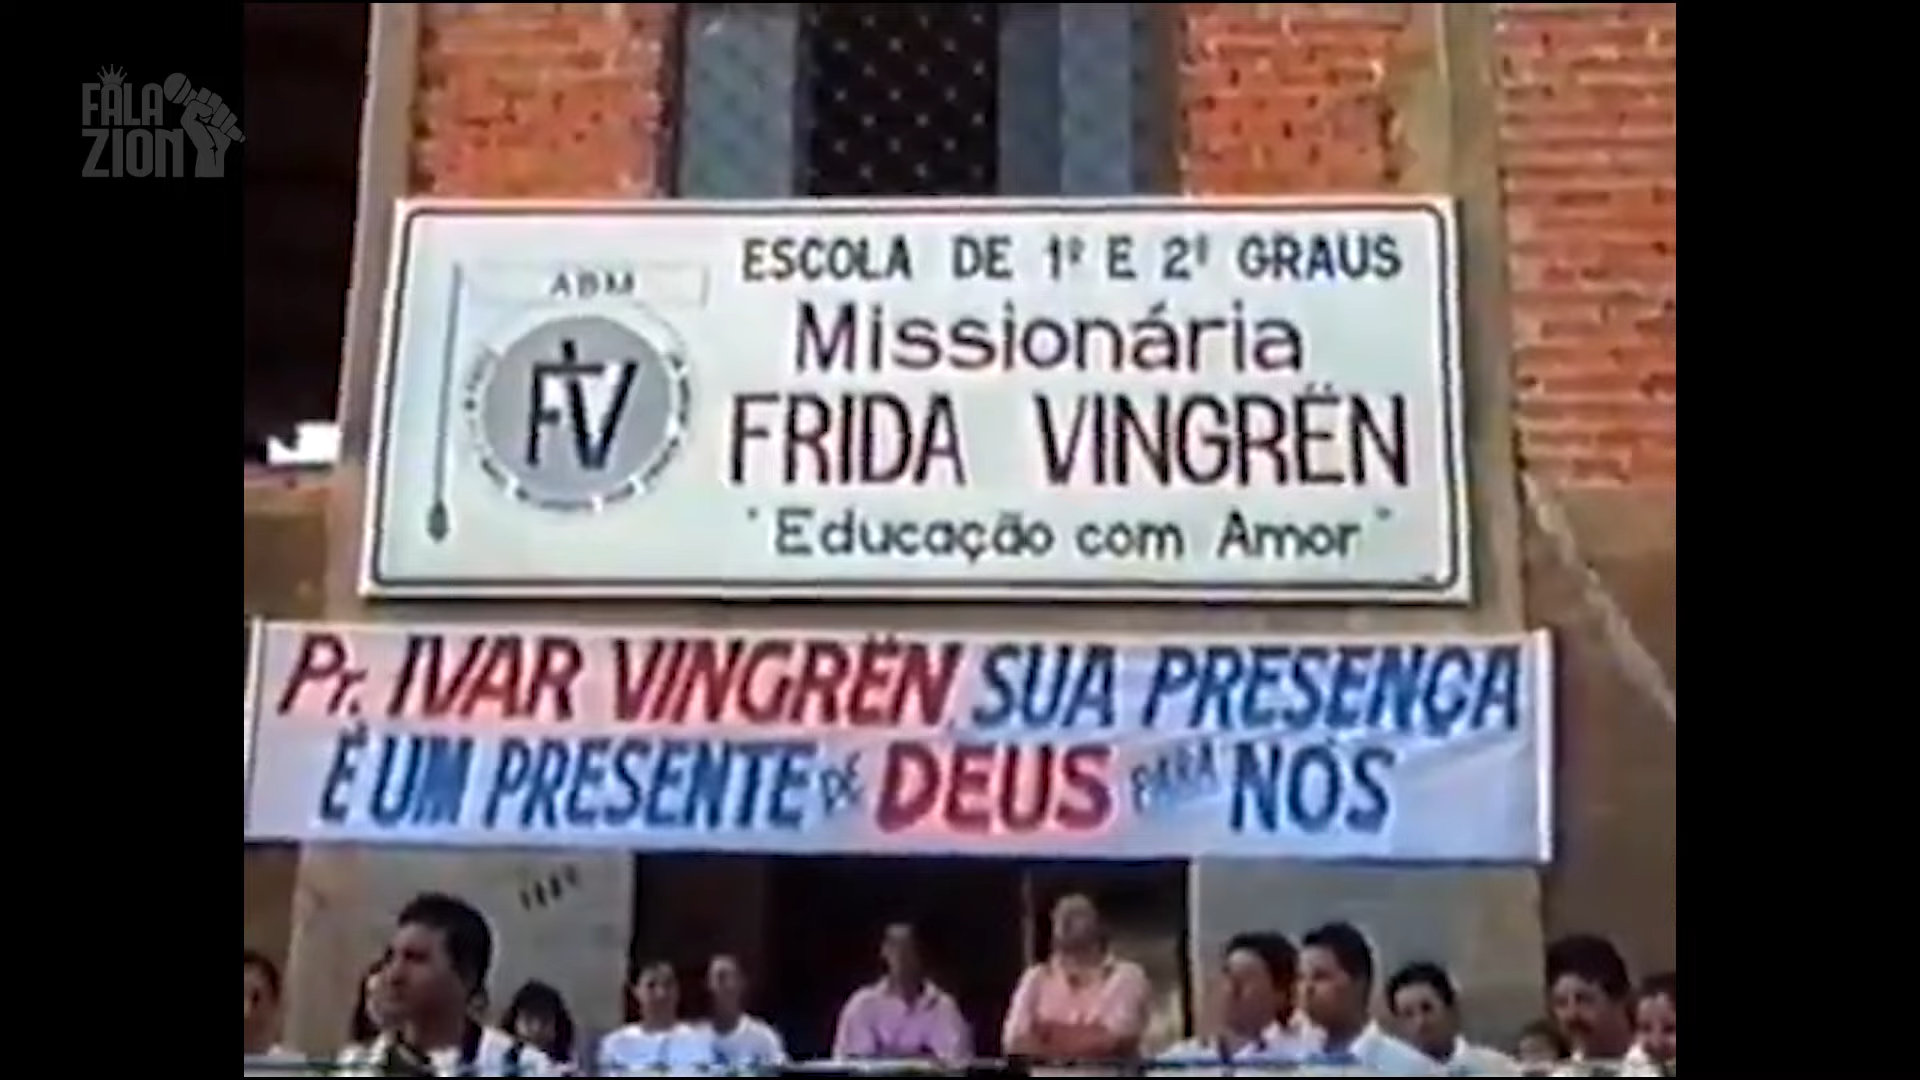 FALA
ZION
ESCOLA DE 1º E 2º GRAUS
ABM
Missionária
FV
FRIDA VINGRËN
"Educação com Amor"
Pr. IVAR VINGRËN, SUA PRESENÇA
É UM PRESENTE DE DEUS PARA NÓS